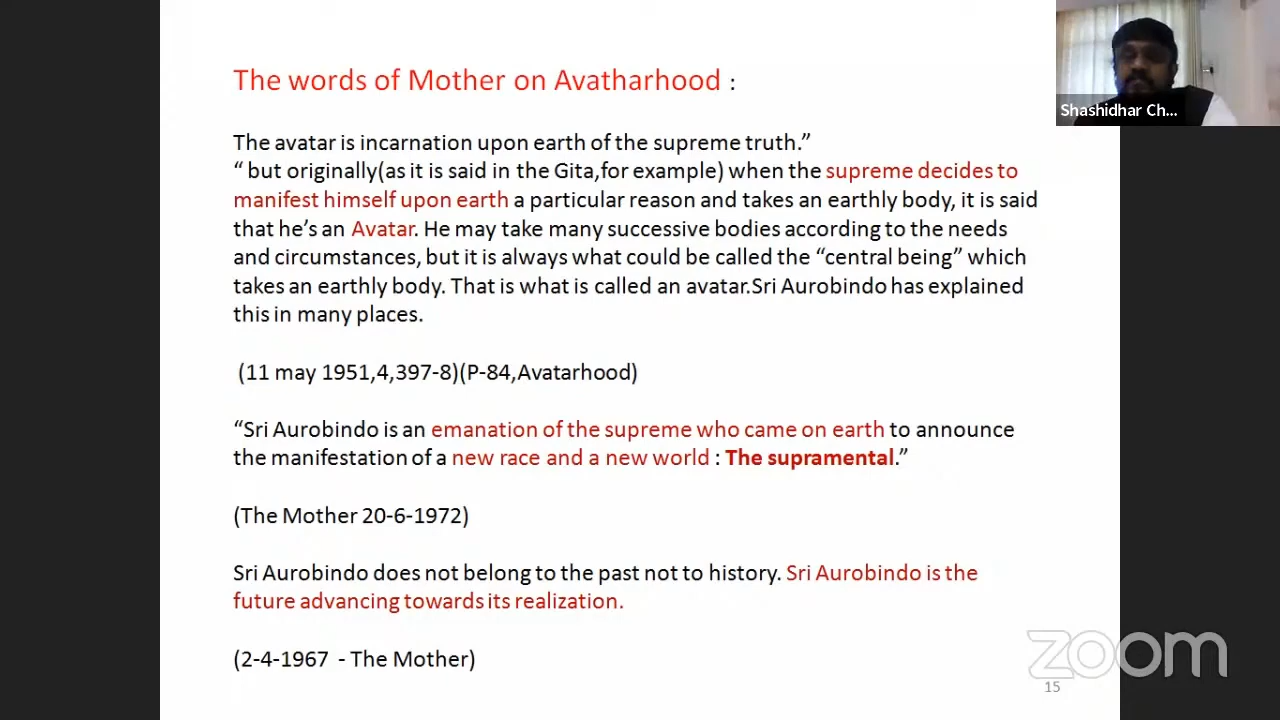 The words of Mother on Avatharhood :
Shashidhar Ch...
The avatar is incarnation upon earth of the supreme truth.”
“ but originally(as it is said in the Gita,for example) when the supreme decides to
manifest himself upon earth a particular reason and takes an earthly body, it is said
that he’s an Avatar. He may take many successive bodies according to the needs
and circumstances, but it is always what could be called the “central being” which
takes an earthly body. That is what is called an avatar.Sri Aurobindo has explained
this in many places.
(11 may 1951,4,397-8)(P-84,Avatarhood)
“Sri Aurobindo is an emanation of the supreme who came on earth to announce
the manifestation of a new race and a new world : The supramental.”
(The Mother 20-6-1972)
Sri Aurobindo does not belong to the past not to history. Sri Aurobindo is the
future advancing towards its realization.
(2-4-1967 - The Mother)
zoom
15